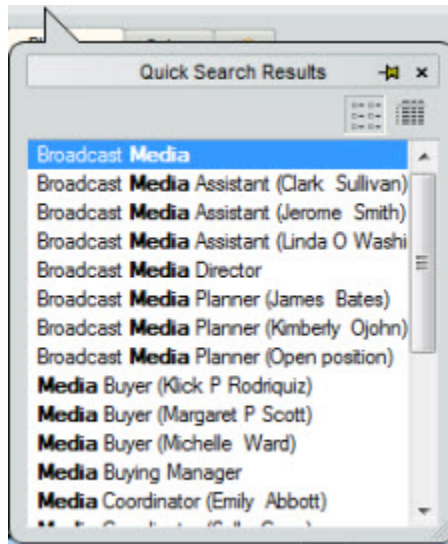 Quick Search Results
Broadcast Media
Broadcast Media Assistant (Clark Sullivan)
Broadcast Media Assistant (Jerome Smith)
Broadcast Media Assistant (Linda O Washi
Broadcast Media Director
Broadcast Media Planner (James Bates)
Broadcast Media Planner (Kimberly Ojohn)
Broadcast Media Planner (Open position)
Media Buyer (Klick P Rodriquiz)
Media Buyer (Margaret P Scott)
Media Buyer (Michelle Ward)
Media Buying Manager
Media Coordinator (Emily Abbott)